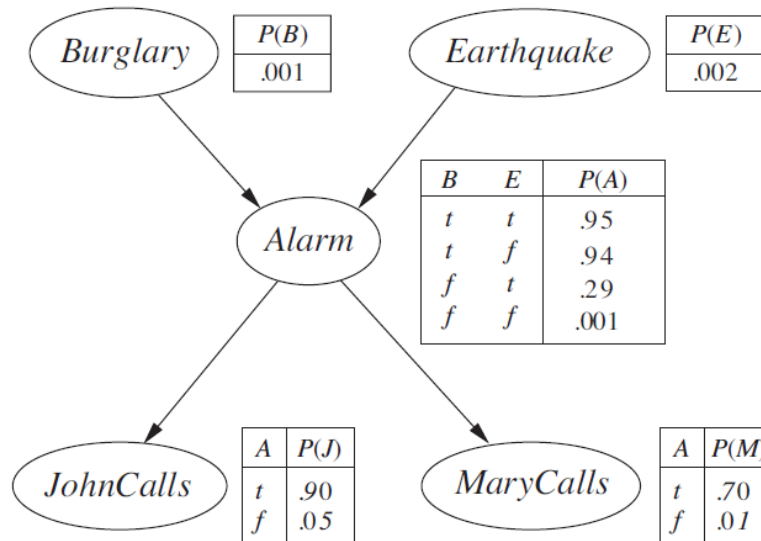 Burglary
P(B)
.001
Earthquake
P(E)
.002
Alarm
B E P(A)
t t .95
t f .94
f t .29
f f .001
JohnCalls
A P(J)
t .90
f .05
MaryCalls
A P(M)
t .70
f .01